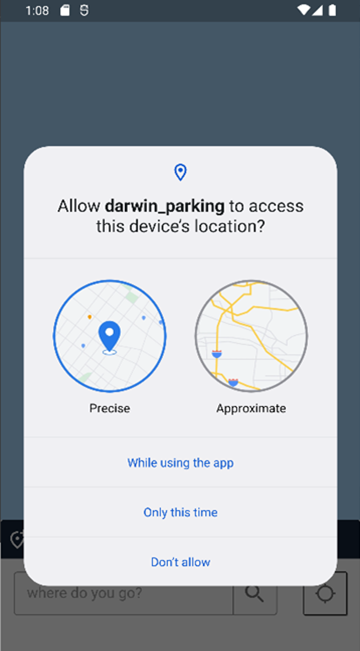 1:08
Allow darwin_parking to access
this device's location?
Precise
Approximate
While using the app
Only this time
Don't allow
where do you go?